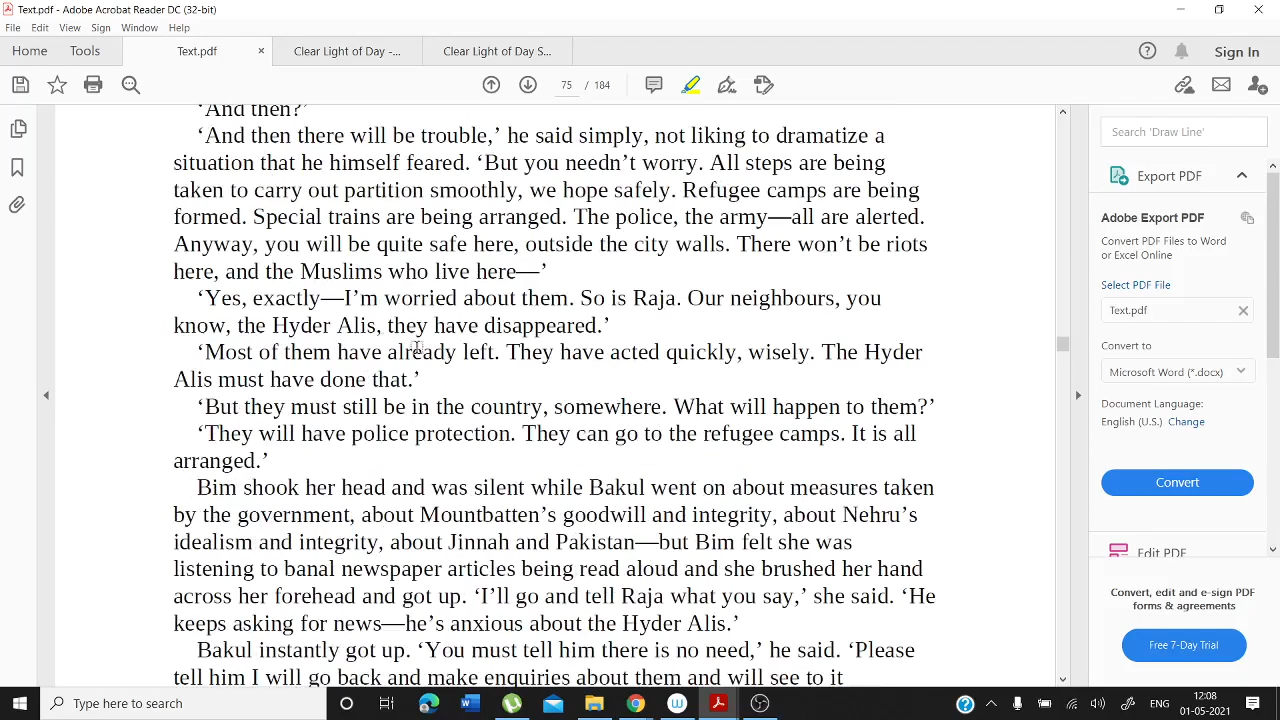 Text.pdf - Adobe Acrobat Reader DC (32-bit)
File Edit View Sign Window Help
Home Tools Text.pdf × Clear Light of Day -... Clear Light of Day S... ? Sign In
75 / 184
‘And then?’
‘And then there will be trouble,’ he said simply, not liking to dramatize a
situation that he himself feared. ‘But you needn’t worry. All steps are being
taken to carry out partition smoothly, we hope safely. Refugee camps are being
formed. Special trains are being arranged. The police, the army—all are alerted.
Anyway, you will be quite safe here, outside the city walls. There won’t be riots
here, and the Muslims who live here—’
‘Yes, exactly—I’m worried about them. So is Raja. Our neighbours, you
know, the Hyder Alis, they have disappeared.’
‘Most of them have already left. They have acted quickly, wisely. The Hyder
Alis must have done that.’
‘But they must still be in the country, somewhere. What will happen to them?’
‘They will have police protection. They can go to the refugee camps. It is all
arranged.’
Bim shook her head and was silent while Bakul went on about measures taken
by the government, about Mountbatten’s goodwill and integrity, about Nehru’s
idealism and integrity, about Jinnah and Pakistan—but Bim felt she was
listening to banal newspaper articles being read aloud and she brushed her hand
across her forehead and got up. ‘I’ll go and tell Raja what you say,’ she said. ‘He
keeps asking for news—he’s anxious about the Hyder Alis.’
Bakul instantly got up. ‘You must tell him there is no need,’ he said. ‘Please
tell him I will go back and make enquiries about them and will see to it
Search 'Draw Line'
Export PDF
Adobe Export PDF
Convert PDF Files to Word
or Excel Online
Select PDF File
Text.pdf
Convert to
Microsoft Word (*.docx)
Document Language:
English (U.S.) Change
Convert
Edit PDF
Convert, edit and e-sign PDF
forms & agreements
Free 7-Day Trial
Type here to search
ENG
12:08
01-05-2021